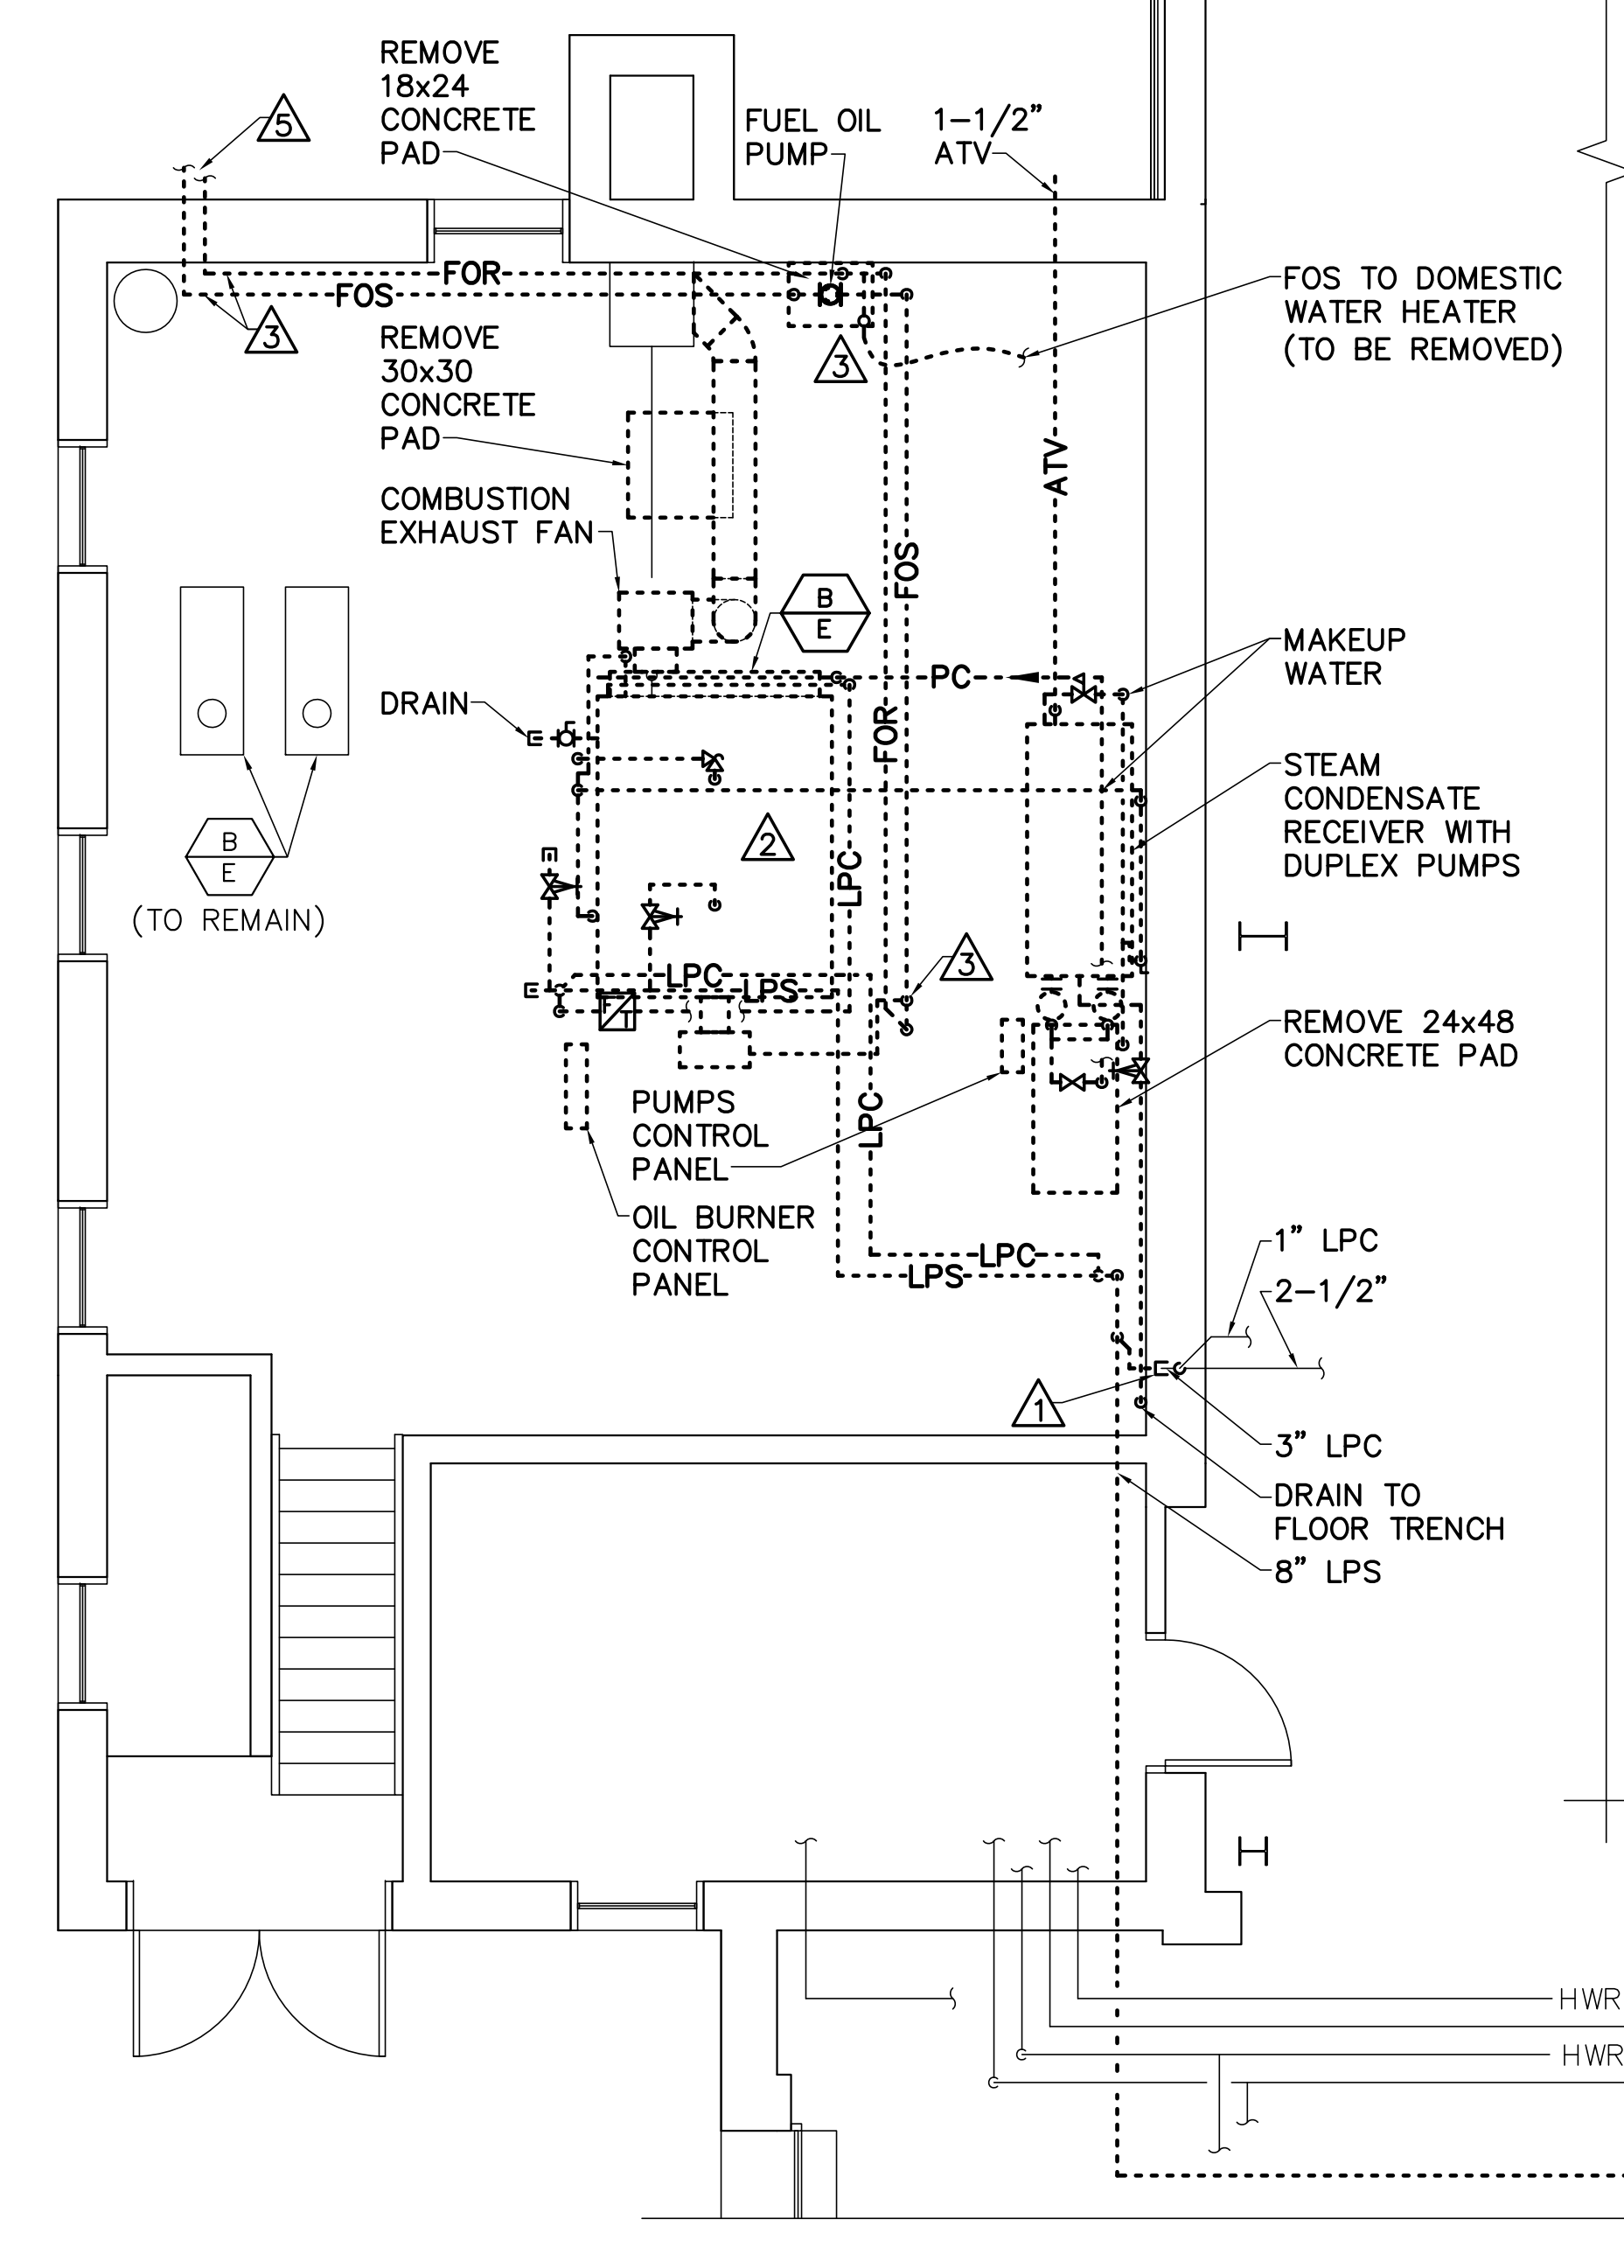 REMOVE
18x24
CONCRETE
PAD
FUEL OIL
PUMP
1-1/2"
ATV
5
FOR
FOS
3
3
FOS TO DOMESTIC
WATER HEATER
(TO BE REMOVED)
REMOVE
30x30
CONCRETE
PAD
ATV
COMBUSTION
EXHAUST FAN
FOS
B
E
PC
MAKEUP
WATER
DRAIN
FOR
STEAM
CONDENSATE
RECEIVER WITH
DUPLEX PUMPS
B
E
(TO REMAIN)
2
LPC
3
LPC
LPS
F
T
REMOVE 24x48
CONCRETE PAD
PUMPS
CONTROL
PANEL
LPC
OIL BURNER
CONTROL
PANEL
LPC
LPS
1" LPC
2-1/2"
1
3" LPC
DRAIN TO
FLOOR TRENCH
8" LPS
HWR
HWR